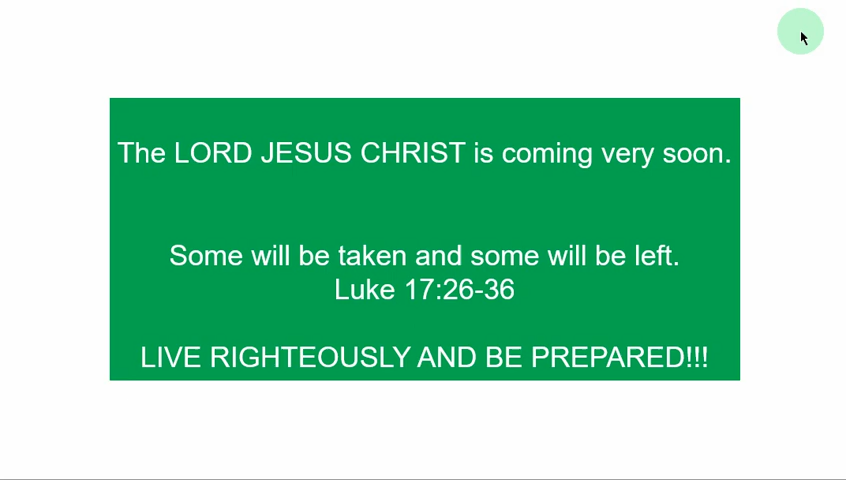 The LORD JESUS CHRIST is coming very soon.
Some will be taken and some will be left.
Luke 17:26-36
LIVE RIGHTEOUSLY AND BE PREPARED!!!